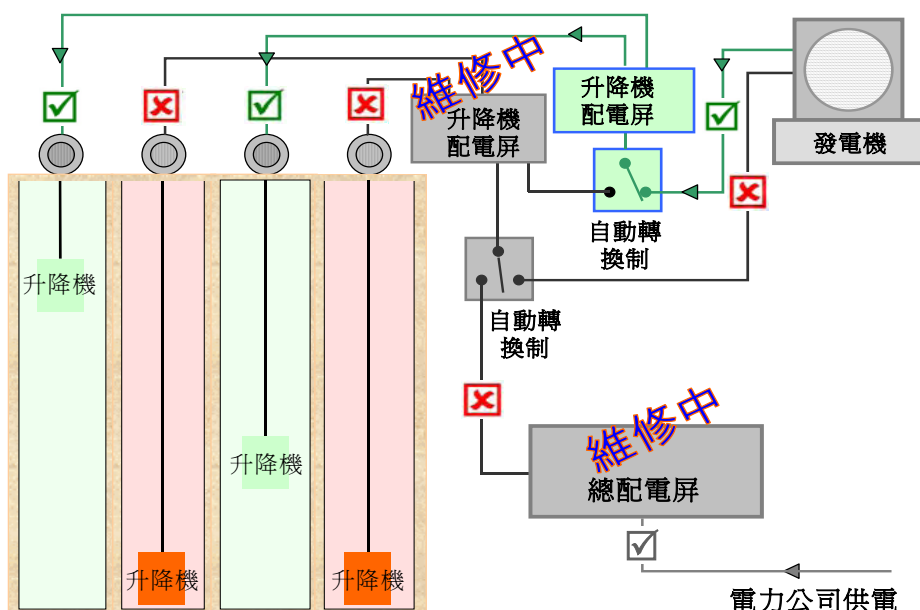 維修中
升降機
配電屏
升降機
配電屏
發電機
自動轉
換制
升降機
自動轉
換制
維修中
升降機
總配電屏
升降機
升降機
電力公司供電